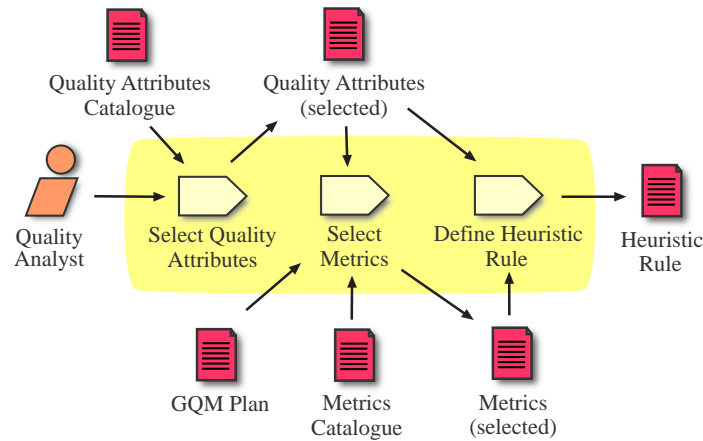 Quality Attributes
Catalogue
Quality Attributes
(selected)
Quality
Analyst
Select Quality
Attributes
Select
Metrics
Define Heuristic
Rule
Heuristic
Rule
GQM Plan
Metrics
Catalogue
Metrics
(selected)